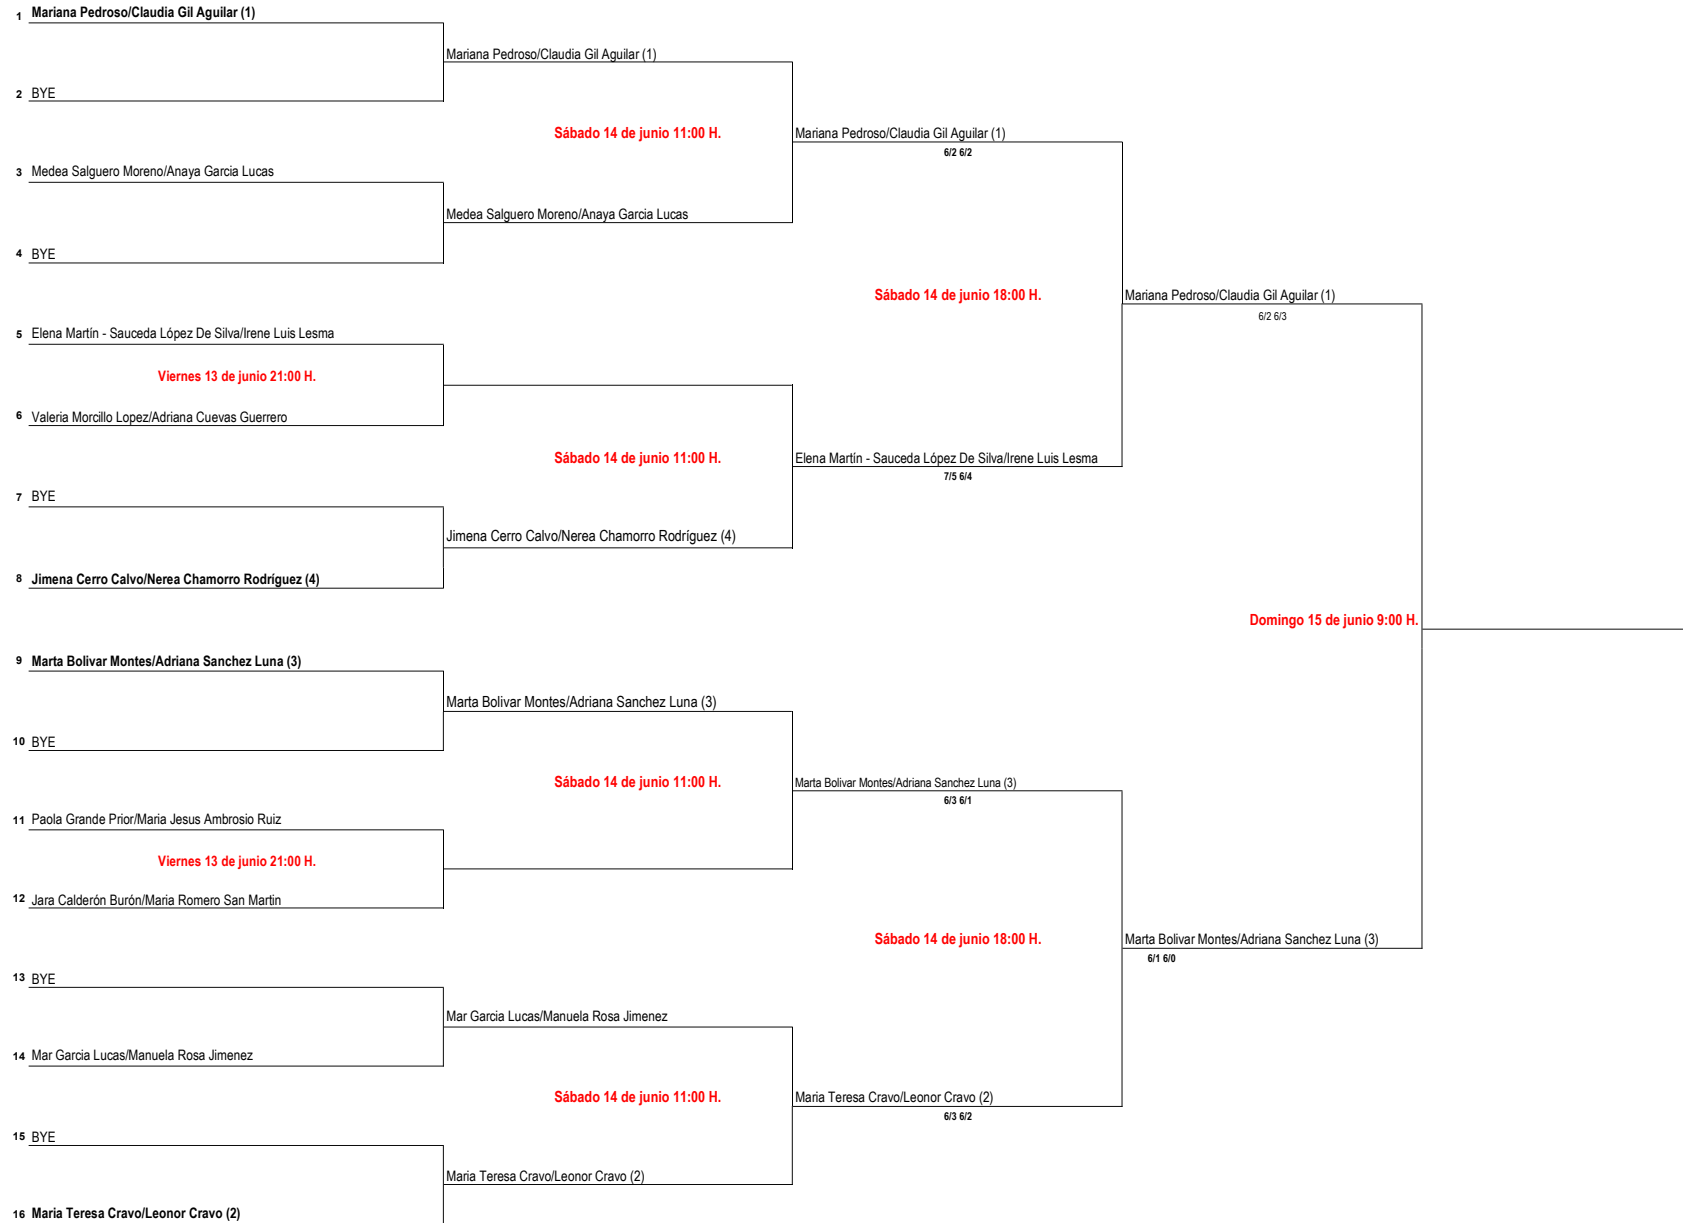 1 Mariana Pedroso/Claudia Gil Aguilar (1)
Mariana Pedroso/Claudia Gil Aguilar (1)
2 BYE
Sábado 14 de junio 11:00 H.
Mariana Pedroso/Claudia Gil Aguilar (1)
6/2 6/2
3 Medea Salguero Moreno/Anaya Garcia Lucas
Medea Salguero Moreno/Anaya Garcia Lucas
4 BYE
Sábado 14 de junio 18:00 H.
Mariana Pedroso/Claudia Gil Aguilar (1)
6/2 6/3
5 Elena Martín - Sauceda López De Silva/Irene Luis Lesma
Viernes 13 de junio 21:00 H.
6 Valeria Morcillo Lopez/Adriana Cuevas Guerrero
Sábado 14 de junio 11:00 H.
Elena Martín - Sauceda López De Silva/Irene Luis Lesma
7/5 6/4
7 BYE
Jimena Cerro Calvo/Nerea Chamorro Rodríguez (4)
8 Jimena Cerro Calvo/Nerea Chamorro Rodríguez (4)
Domingo 15 de junio 9:00 H.
9 Marta Bolivar Montes/Adriana Sanchez Luna (3)
Marta Bolivar Montes/Adriana Sanchez Luna (3)
10 BYE
Sábado 14 de junio 11:00 H.
Marta Bolivar Montes/Adriana Sanchez Luna (3)
6/3 6/1
11 Paola Grande Prior/Maria Jesus Ambrosio Ruiz
Viernes 13 de junio 21:00 H.
12 Jara Calderón Burón/Maria Romero San Martin
Sábado 14 de junio 18:00 H.
Marta Bolivar Montes/Adriana Sanchez Luna (3)
6/1 6/0
13 BYE
Mar Garcia Lucas/Manuela Rosa Jimenez
14 Mar Garcia Lucas/Manuela Rosa Jimenez
Sábado 14 de junio 11:00 H.
Maria Teresa Cravo/Leonor Cravo (2)
6/3 6/2
15 BYE
Maria Teresa Cravo/Leonor Cravo (2)
16 Maria Teresa Cravo/Leonor Cravo (2)